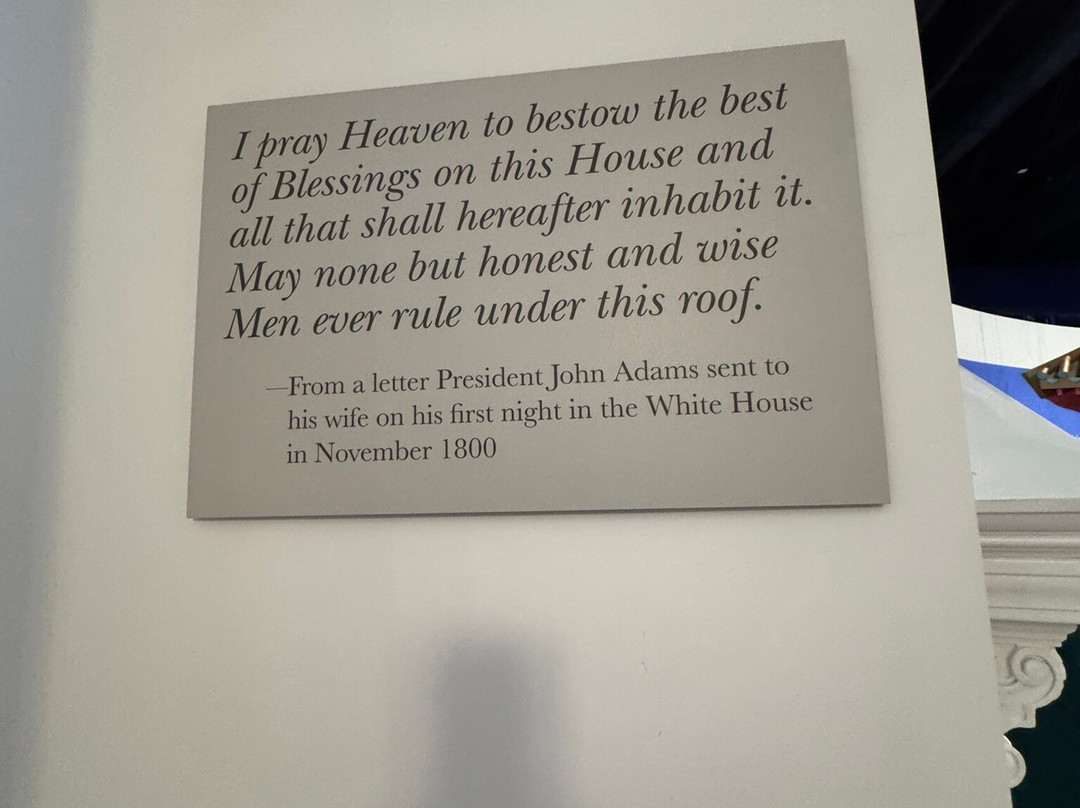 I pray Heaven to bestow the best
of Blessings on this House and
all that shall hereafter inhabit it.
May none but honest and wise
Men ever rule under this roof.
—From a letter President John Adams sent to
his wife on his first night in the White House
in November 1800